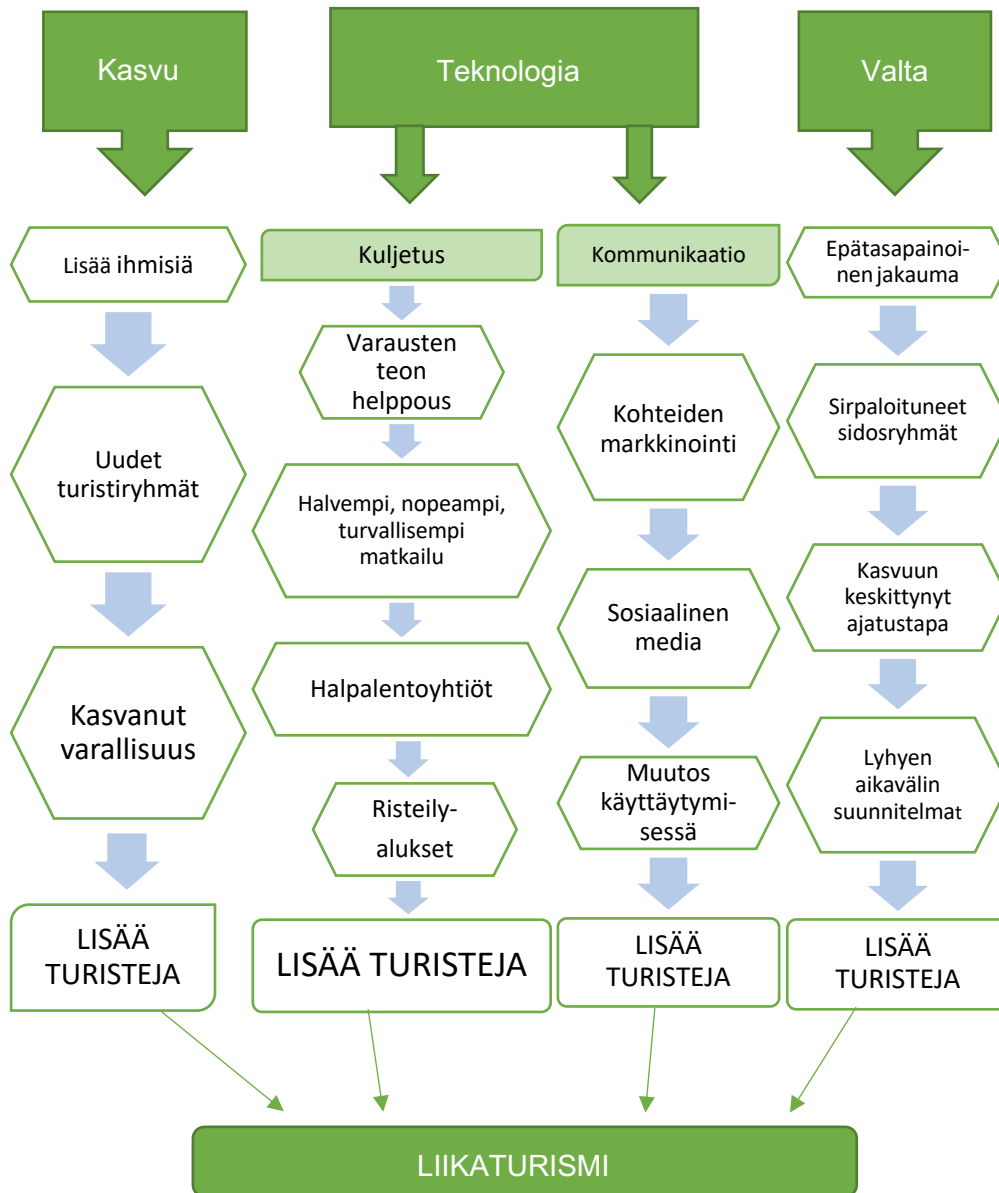 Kasvu
Teknologia
Valta
Lisää ihmisiä
Uudet
turistiryhmät
Kasvanut
varallisuus
LISÄÄ
TURISTEJA
Kuljetus
Varausten
teon
helppous
Halvempi, nopeampi,
turvallisempi
matkailu
Halpalentoyhtiöt
Risteily-
alukset
LISÄÄ TURISTEJA
Kommunikaatio
Kohteiden
markkinointi
Sosiaalinen
media
Muutos
käyttäytymi-
sessä
LISÄÄ
TURISTEJA
Epätasapainoi-
nen jakauma
Sirpaloituneet
sidosryhmät
Kasvuun
keskittynyt
ajatustapa
Lyhyen
aikavälin
suunnitelmat
LISÄÄ
TURISTEJA
LIIKATURISMI